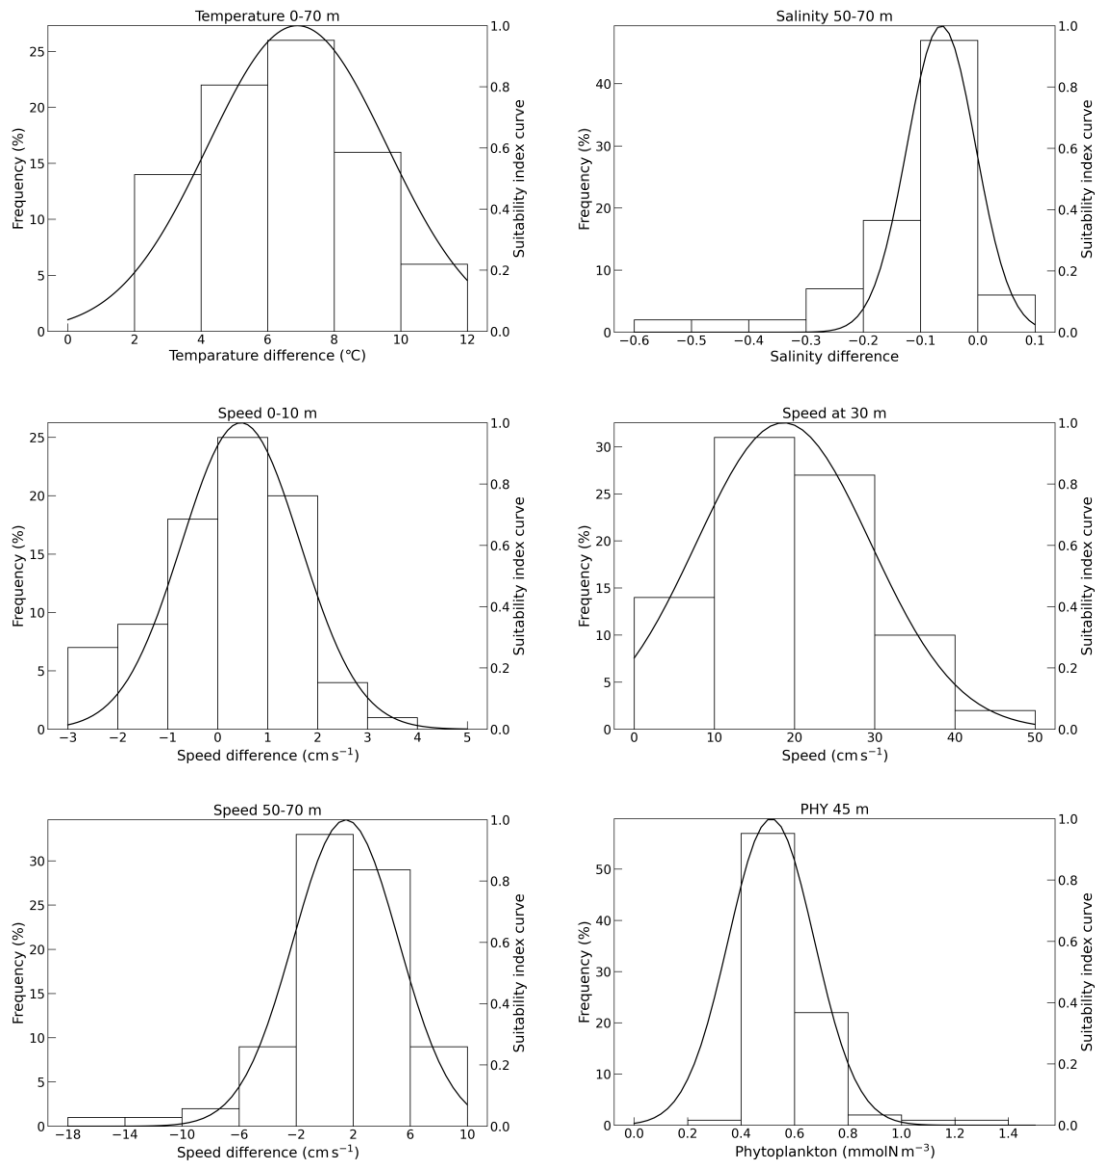 Temperature 0-70 m
Frequency (%)
25
20
15
10
5
0
1.0
0.8
0.6
0.4
0.2
0.0
Suitability index curve
0 2 4 6 8 10 12
Temparature difference (℃)
Salinity 50-70 m
Frequency (%)
40
30
20
10
0
1.0
0.8
0.6
0.4
0.2
0.0
Suitability index curve
−0.6 −0.5 −0.4 −0.3 −0.2 −0.1 0.0 0.1
Salinity difference
Speed 0-10 m
Frequency (%)
25
20
15
10
5
0
1.0
0.8
0.6
0.4
0.2
0.0
Suitability index curve
−3 −2 −1 0 1 2 3 4 5
Speed difference (cm s⁻¹)
Speed at 30 m
Frequency (%)
30
25
20
15
10
5
0
1.0
0.8
0.6
0.4
0.2
0.0
Suitability index curve
0 10 20 30 40 50
Speed (cm s⁻¹)
Speed 50-70 m
Frequency (%)
30
25
20
15
10
5
0
1.0
0.8
0.6
0.4
0.2
0.0
Suitability index curve
−18 −14 −10 −6 −2 2 6 10
Speed difference (cm s⁻¹)
PHY 45 m
Frequency (%)
50
40
30
20
10
0
1.0
0.8
0.6
0.4
0.2
0.0
Suitability index curve
0.0 0.2 0.4 0.6 0.8 1.0 1.2 1.4
Phytoplankton (mmolN m⁻³)